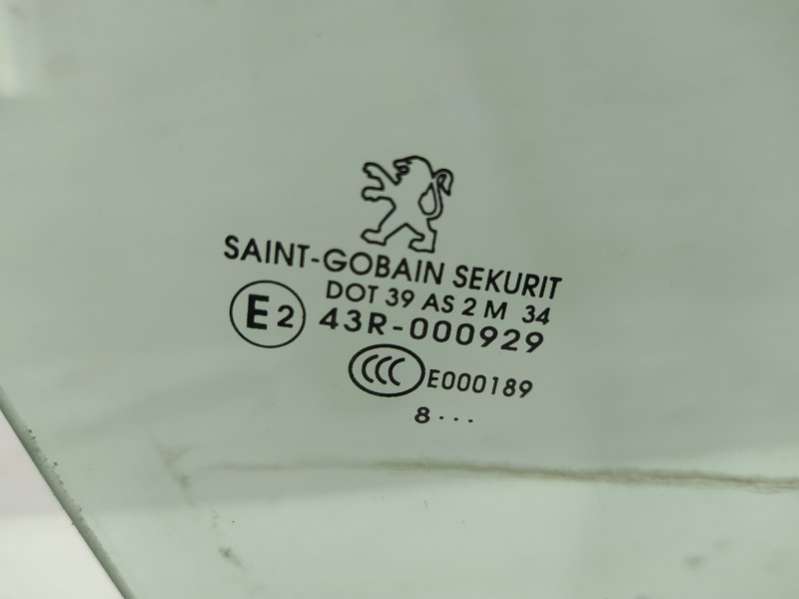 SAINT-GOBAIN SEKURIT
DOT 39 AS 2 M 34
E2 43R-000929
CCC E000189
8 ...